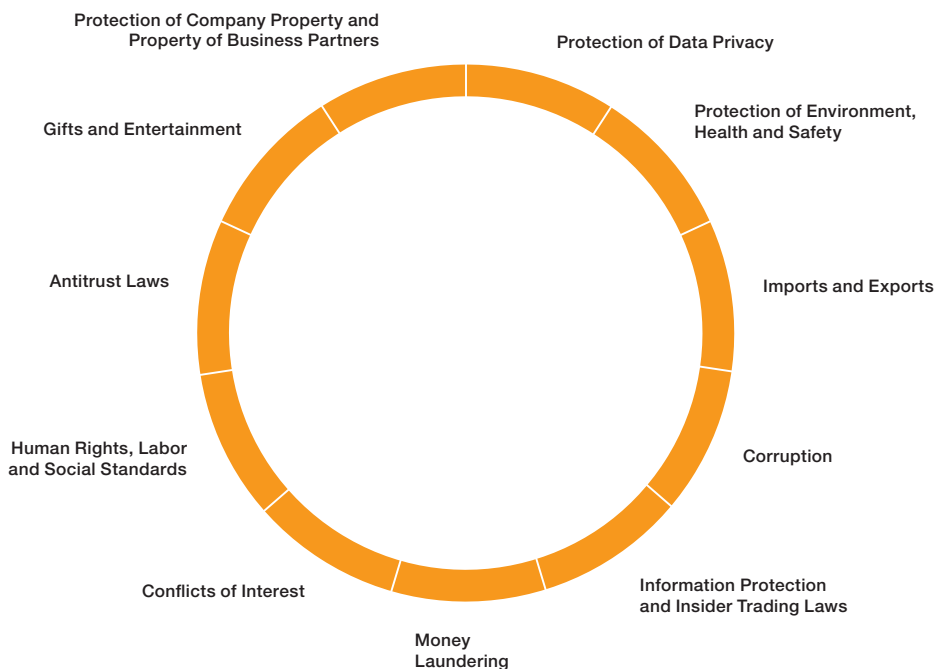 Protection of Company Property and
Property of Business Partners
Protection of Data Privacy
Protection of Environment,
Health and Safety
Gifts and Entertainment
Imports and Exports
Antitrust Laws
Human Rights, Labor
and Social Standards
Corruption
Conflicts of Interest
Information Protection
and Insider Trading Laws
Money
Laundering